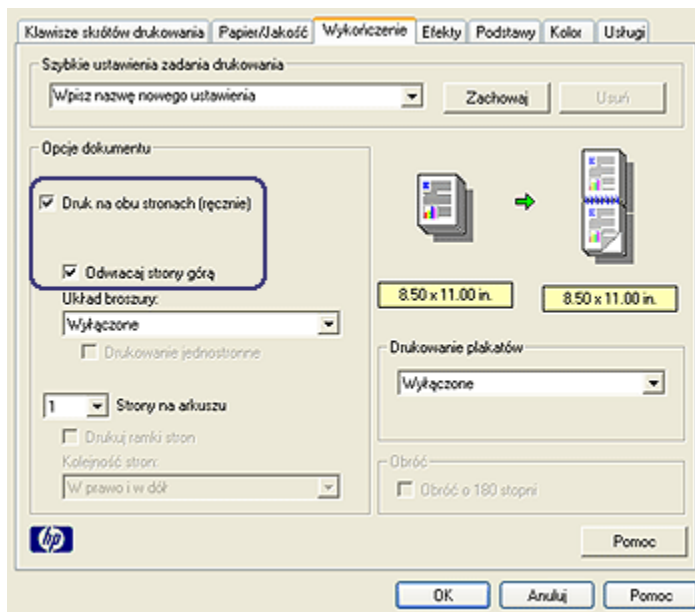 Klawisze skrótów drukowania Papier/Jakość Wykończenie Efekty Podstawy Kolor Usługi
Szybkie ustawienia zadania drukowania
Wpisz nazwę nowego ustawienia Zachowaj Usuń
Opcje dokumentu
Druk na obu stronach (ręcznie)
Odwracaj strony górą
Układ broszury:
Wyłączone
Drukowanie jednostronne
1 Strony na arkuszu
Drukuj ramki stron
Kolejność stron:
W prawo i w dół
8.50 x 11.00 in. 8.50 x 11.00 in.
Drukowanie plakatów
Wyłączone
Obróć
Obróć o 180 stopni
hp
Pomoc
OK Anuluj Pomoc